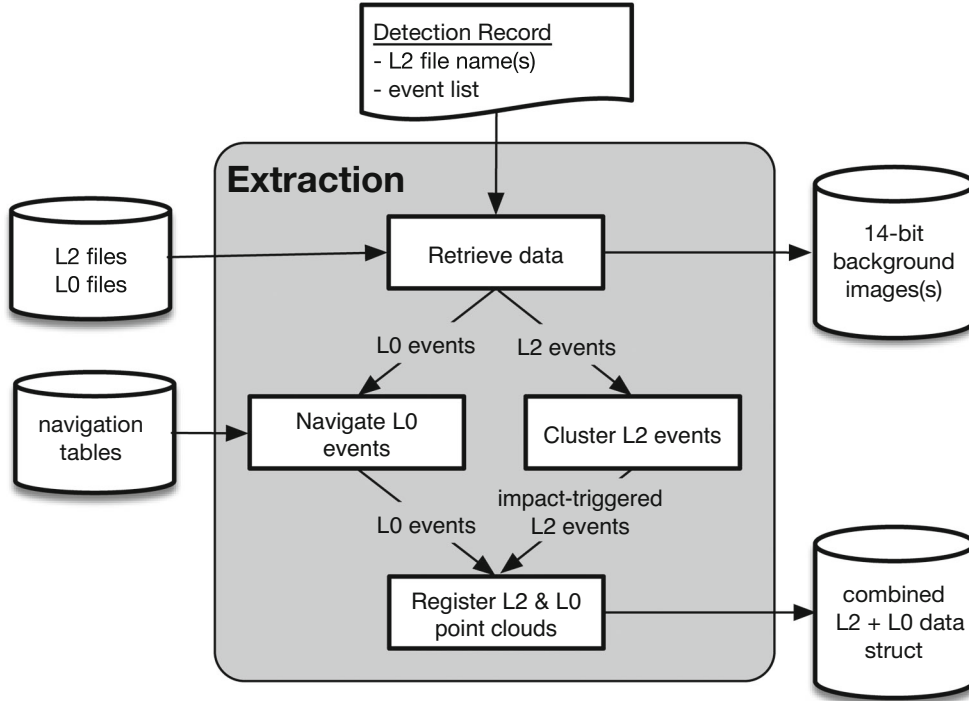 Detection Record
- L2 file name(s)
- event list
Extraction
L2 files
L0 files
Retrieve data
14-bit
background
images(s)
L0 events
L2 events
navigation
tables
Navigate L0
events
Cluster L2 events
L0 events
impact-triggered
L2 events
Register L2 & L0
point clouds
combined
L2 + L0 data
struct